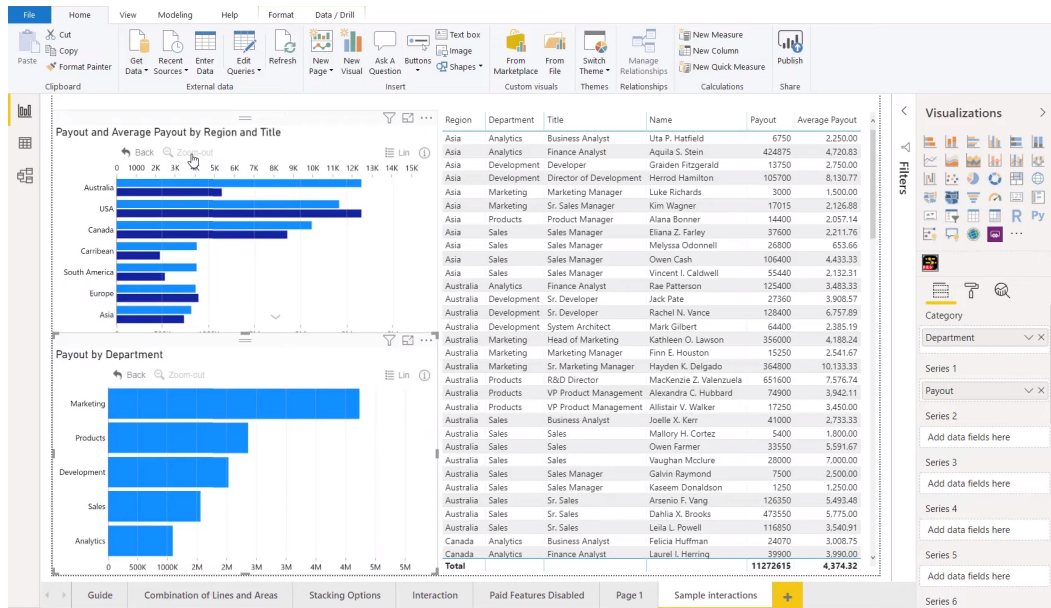 File Home View Modeling Help Format Data / Drill
Paste
Cut
Copy
Format Painter
Get Data
Recent Sources
Enter Data
Edit Queries
Refresh
New Page
New Visual
Ask A Question
Buttons
Text box
Image
Shapes
From Marketplace
From File
Switch Theme
Manage Relationships
New Measure
New Column
New Quick Measure
Publish
Clipboard External data Insert Custom visuals Themes Relationships Calculations Share
Payout and Average Payout by Region and Title
Back Zoom-out Lin
0 1000 2K 3K 4K 5K 6K 7K 8K 9K 10K 11K 12K 13K 14K 15K
Australia
USA
Canada
Carribean
South America
Europe
Asia
Payout by Department
Back Zoom-out Lin
Marketing
Products
Development
Sales
Analytics
0 500K 1000K 2M 2M 3M 3M 4M 4M 5M 5M
Region Department Title Name Payout Average Payout
Asia Analytics Business Analyst Uta P. Hatfield 6750 2,250.00
Asia Analytics Finance Analyst Aquila S. Stein 424875 4,720.83
Asia Development Developer Graiden Fitzgerald 13750 2,750.00
Asia Development Director of Development Herrod Hamilton 105700 8,130.77
Asia Marketing Marketing Manager Luke Richards 3000 1,500.00
Asia Marketing Sr. Sales Manager Kim Wagner 17015 2,126.88
Asia Products Product Manager Alana Bonner 14400 2,057.14
Asia Sales Sales Manager Eliana Z. Farley 37600 2,211.76
Asia Sales Sales Manager Melyssa Odonnell 26800 653.66
Asia Sales Sales Manager Owen Cash 106400 4,433.33
Asia Sales Sales Manager Vincent I. Caldwell 55440 2,132.31
Australia Analytics Finance Analyst Rae Patterson 125400 3,483.33
Australia Development Sr. Developer Jack Pate 27360 3,908.57
Australia Development Sr. Developer Rachel N. Vance 128400 6,757.89
Australia Development System Architect Mark Gilbert 64400 2,385.19
Australia Marketing Head of Marketing Kathleen O. Lawson 356000 4,188.24
Australia Marketing Marketing Manager Finn E. Houston 15250 2,541.67
Australia Marketing Sr. Marketing Manager Hayden K. Delgado 364800 10,133.33
Australia Products R&D Director MacKenzie Z. Valenzuela 651600 7,576.74
Australia Products VP Product Management Alexandra C. Hubbard 74900 3,942.11
Australia Products VP Product Management Allistair V. Walker 17250 3,450.00
Australia Sales Business Analyst Joelle X. Kerr 41000 2,733.33
Australia Sales Sales Mallory H. Cortez 5400 1,800.00
Australia Sales Sales Owen Farmer 33550 5,591.67
Australia Sales Sales Vaughan Mcclure 28000 7,000.00
Australia Sales Sales Manager Galvin Raymond 7500 2,500.00
Australia Sales Sales Manager Kaseem Donaldson 1250 1,250.00
Australia Sales Sr. Sales Arsenio F. Vang 126350 5,493.48
Australia Sales Sr. Sales Dahlia X. Brooks 473550 5,775.00
Australia Sales Sr. Sales Leila L. Powell 116850 3,540.91
Canada Analytics Business Analyst Felicia Huffman 24070 3,008.75
Canada Analytics Finance Analyst Laurel I. Herring 39900 3,990.00
Total 11272615 4,374.32
Filters
Visualizations
R Py
Category
Department
Series 1
Payout
Series 2
Add data fields here
Series 3
Add data fields here
Series 4
Add data fields here
Series 5
Add data fields here
Series 6
Guide Combination of Lines and Areas Stacking Options Interaction Paid Features Disabled Page 1 Sample interactions